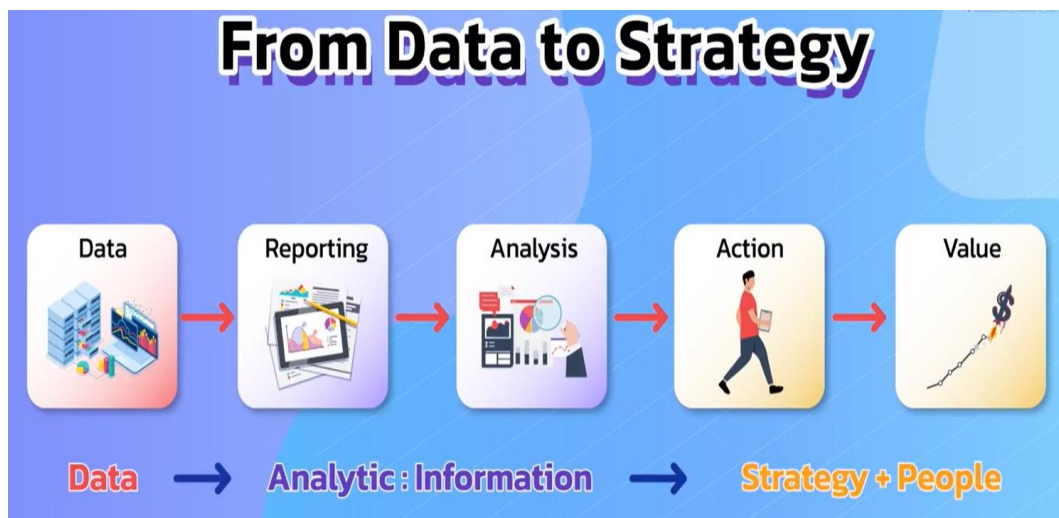 From Data to Strategy
Data
Reporting
Analysis
Action
Value
Data
Analytic : Information
Strategy + People